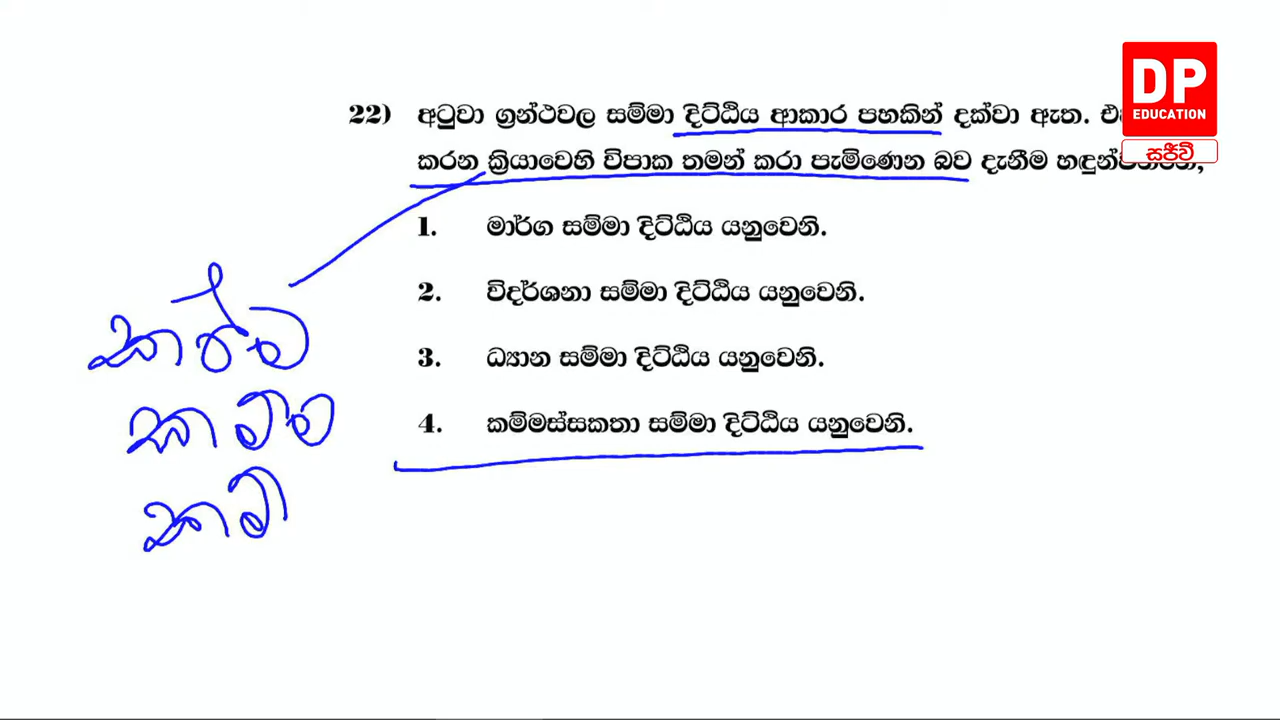 DP
EDUCATION
සජීවී
22) අටුවා ග්‍රන්ථවල සම්මා දිට්ඨිය ආකාර පහකින් දක්වා ඇත.
කරන ක්‍රියාවෙහි විපාක තමන් කරා පැමිණෙන බව දැනීම
1. මාර්ග සම්මා දිට්ඨිය යනුවෙනි.
2. විදර්ශනා සම්මා දිට්ඨිය යනුවෙනි.
3. ධ්‍යාන සම්මා දිට්ඨිය යනුවෙනි.
4. කම්මස්සකතා සම්මා දිට්ඨිය යනුවෙනි.
කර්ම
කම්ම
කම්